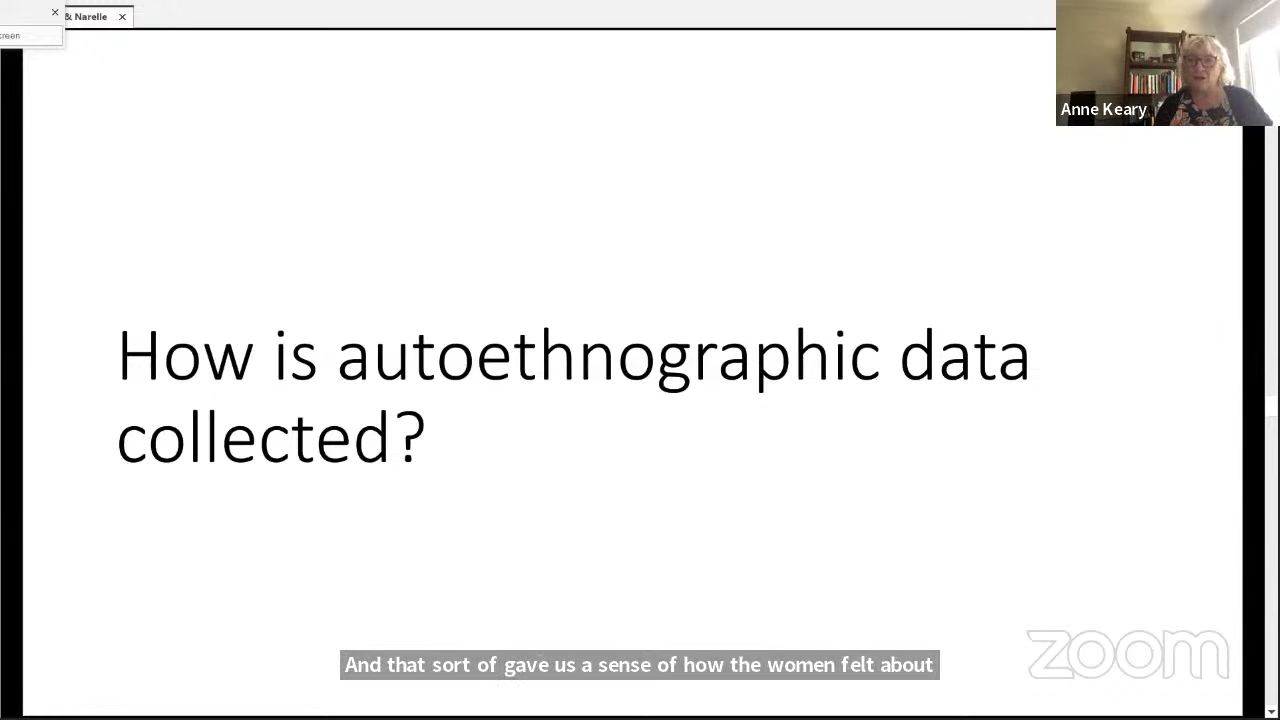 & Narelle
creen
Anne Keary
How is autoethnographic data
collected?
And that sort of gave us a sense of how the women felt about
zoom